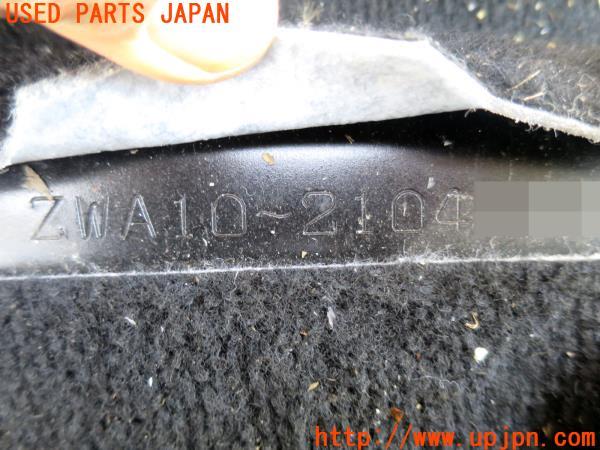 USED PARTS JAPAN
ZWA10-2104
http://www.upjpn.com